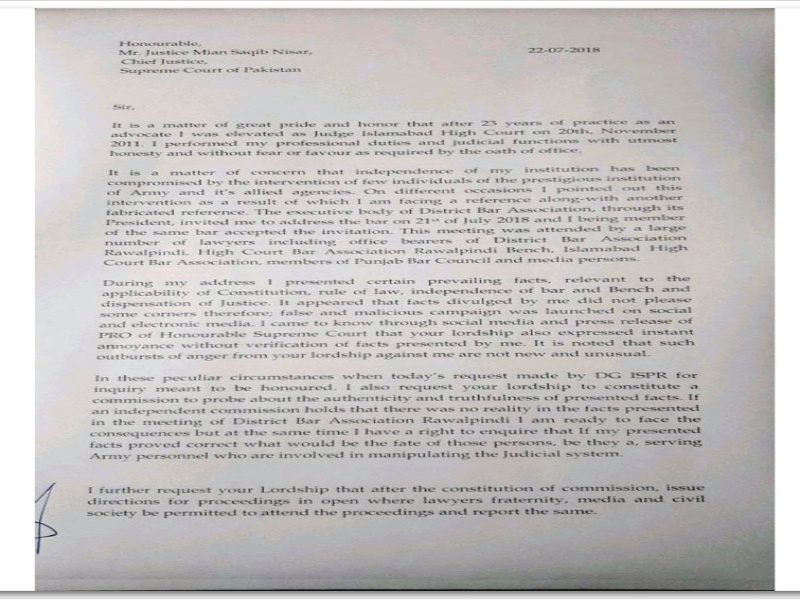 Honourable,
Mr. Justice Mian Saqib Nisar, 22-07-2018
Chief Justice,
Supreme Court of Pakistan
Sir,
It is a matter of great pride and honor that after 23 years of practice as an
advocate I was elevated as Judge Islamabad High Court on 20th, November
2011. I performed my professional duties and judicial functions with utmost
honesty and without fear or favour as required by the oath of office.
It is a matter of concern that independence of my institution has been
compromised by the intervention of few individuals of the prestigious institution
of Army and it's allied agencies. On different occasions I pointed out this
intervention as a result of which I am facing a reference along-with another
fabricated reference. The executive body of District Bar Association, through its
President, invited me to address the bar on 21st of July 2018 and I being member
of the same bar accepted the invitation. This meeting was attended by a large
number of lawyers including office bearers of District Bar Association
Rawalpindi, High Court Bar Association Rawalpindi Bench, Islamabad High
Court Bar Association, members of Punjab Bar Council and media persons.
During my address I presented certain prevailing facts, relevant to the
applicability of Constitution, rule of law, independence of bar and Bench and
dispensation of Justice. It appeared that facts divulged by me did not please
some corners therefore; false and malicious campaign was launched on social
and electronic media. I came to know through social media and press release of
PRO of Honourable Supreme Court that your lordship also expressed instant
annoyance without verification of facts presented by me. It is noted that such
outbursts of anger from your lordship against me are not new and unusual.
In these peculiar circumstances when today's request made by DG ISPR for
inquiry meant to be honoured. I also request your lordship to constitute a
commission to probe about the authenticity and truthfulness of presented facts. If
an independent commission holds that there was no reality in the facts presented
in the meeting of District Bar Association Rawalpindi I am ready to face the
consequences but at the same time I have a right to enquire that If my presented
facts proved correct what would be the fate of those persons, be they a, serving
Army personnel who are involved in manipulating the Judicial system.
I further request your Lordship that after the constitution of commission, issue
directions for proceedings in open where lawyers fraternity, media and civil
society be permitted to attend the proceedings and report the same.